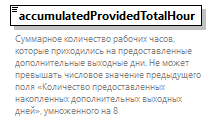 accumulatedProvidedTotalHour
Суммарное количество рабочих часов,
которые приходились на предоставленные
дополнительные выходные дни. Не может
превышать числовое значение предыдущего
поля «Количество предоставленных
накопленных дополнительных выходных
дней», умноженного на 8